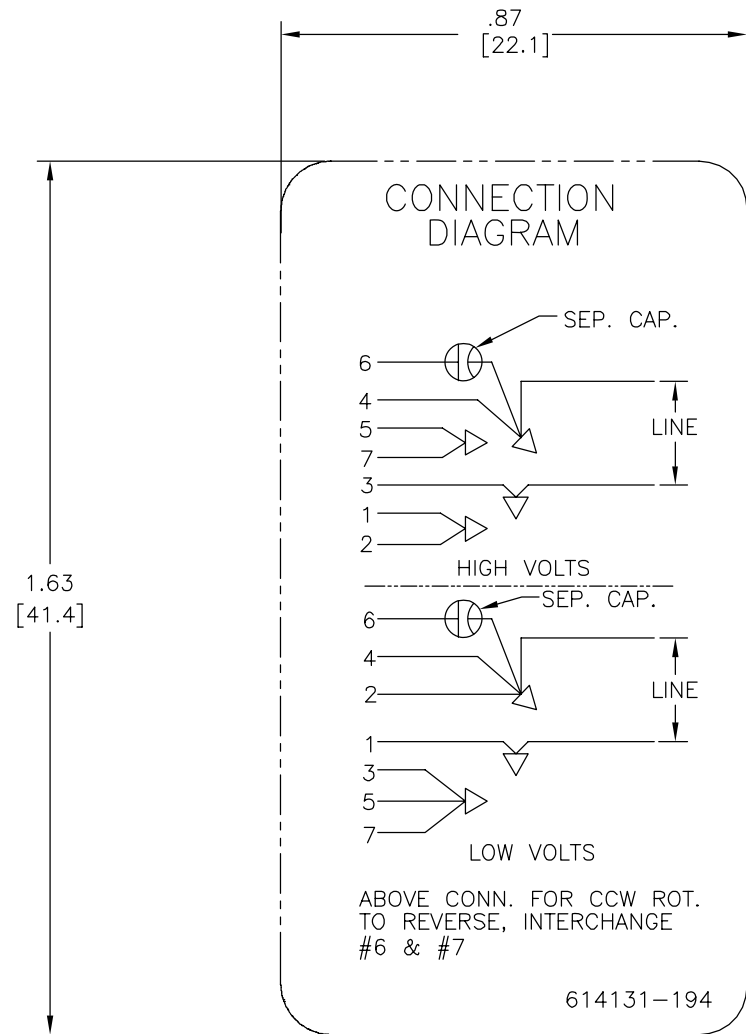 .87
[22.1]
CONNECTION
DIAGRAM
SEP. CAP.
6
4
5
7
LINE
3
1
2
HIGH VOLTS
1.63
[41.4]
SEP. CAP.
6
4
2
LINE
1
3
5
7
LOW VOLTS
ABOVE CONN. FOR CCW ROT.
TO REVERSE, INTERCHANGE
#6 & #7
614131-194